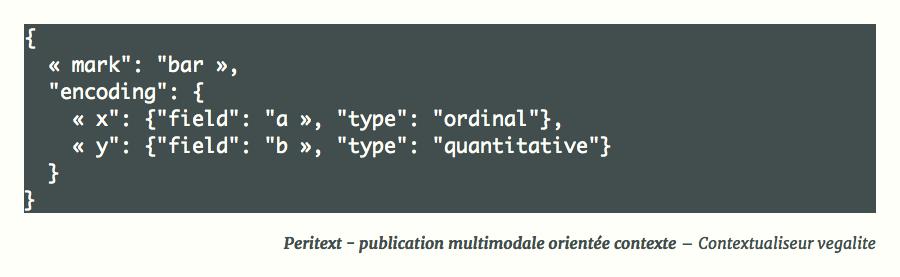 {
  « mark": "bar »,
  "encoding": {
    « x": {"field": "a », "type": "ordinal"},
    « y": {"field": "b », "type": "quantitative"}
  }
}
Peritext – publication multimodale orientée contexte – Contextualiseur vegalite